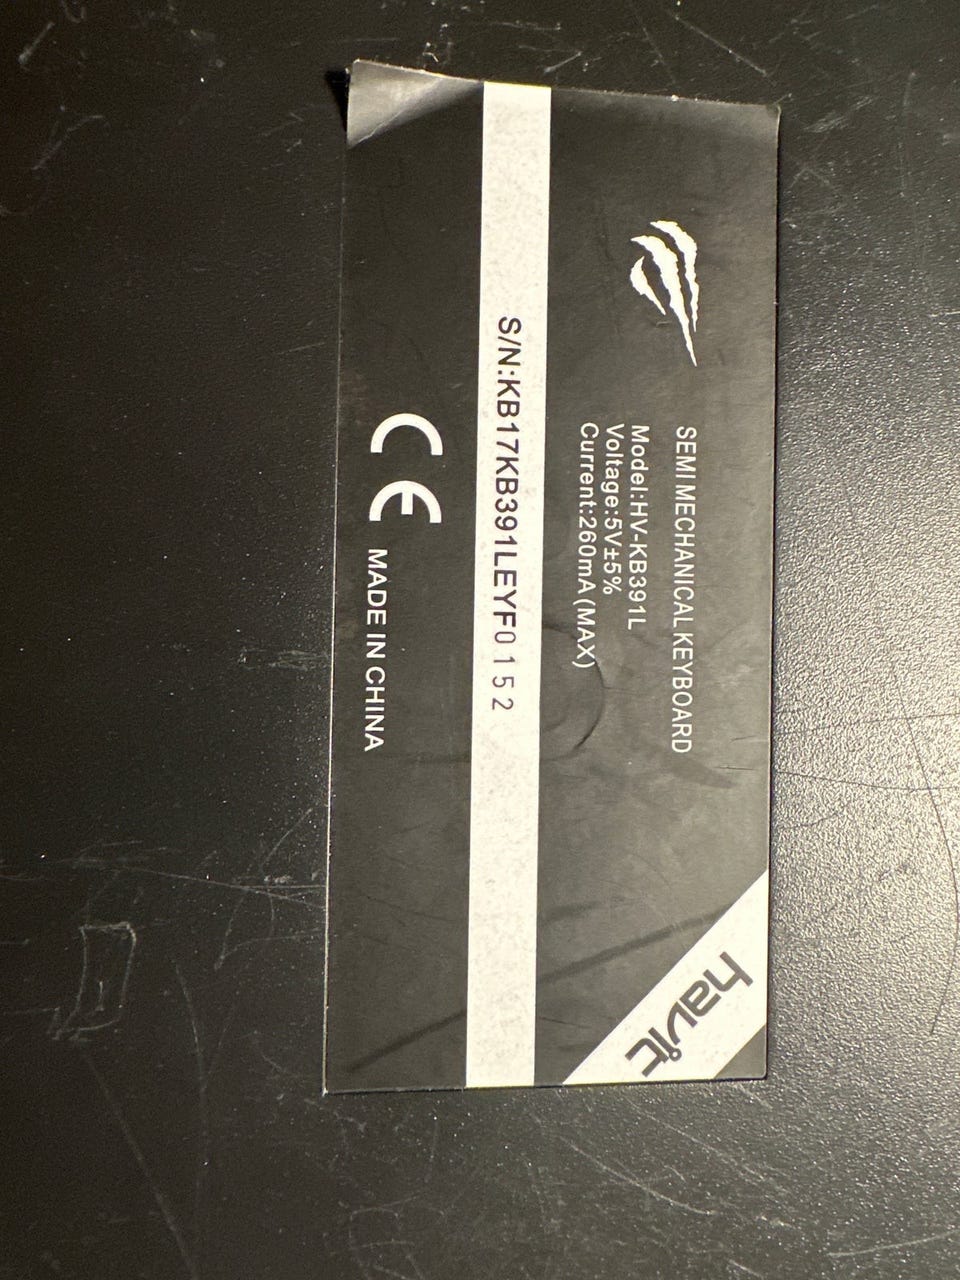 SEMI MECHANICAL KEYBOARD
Model:HV-KB391L
Voltage:5V±5%
Current:260mA (MAX)
S/N:KB17KB391LEYF0152
CE MADE IN CHINA
havit